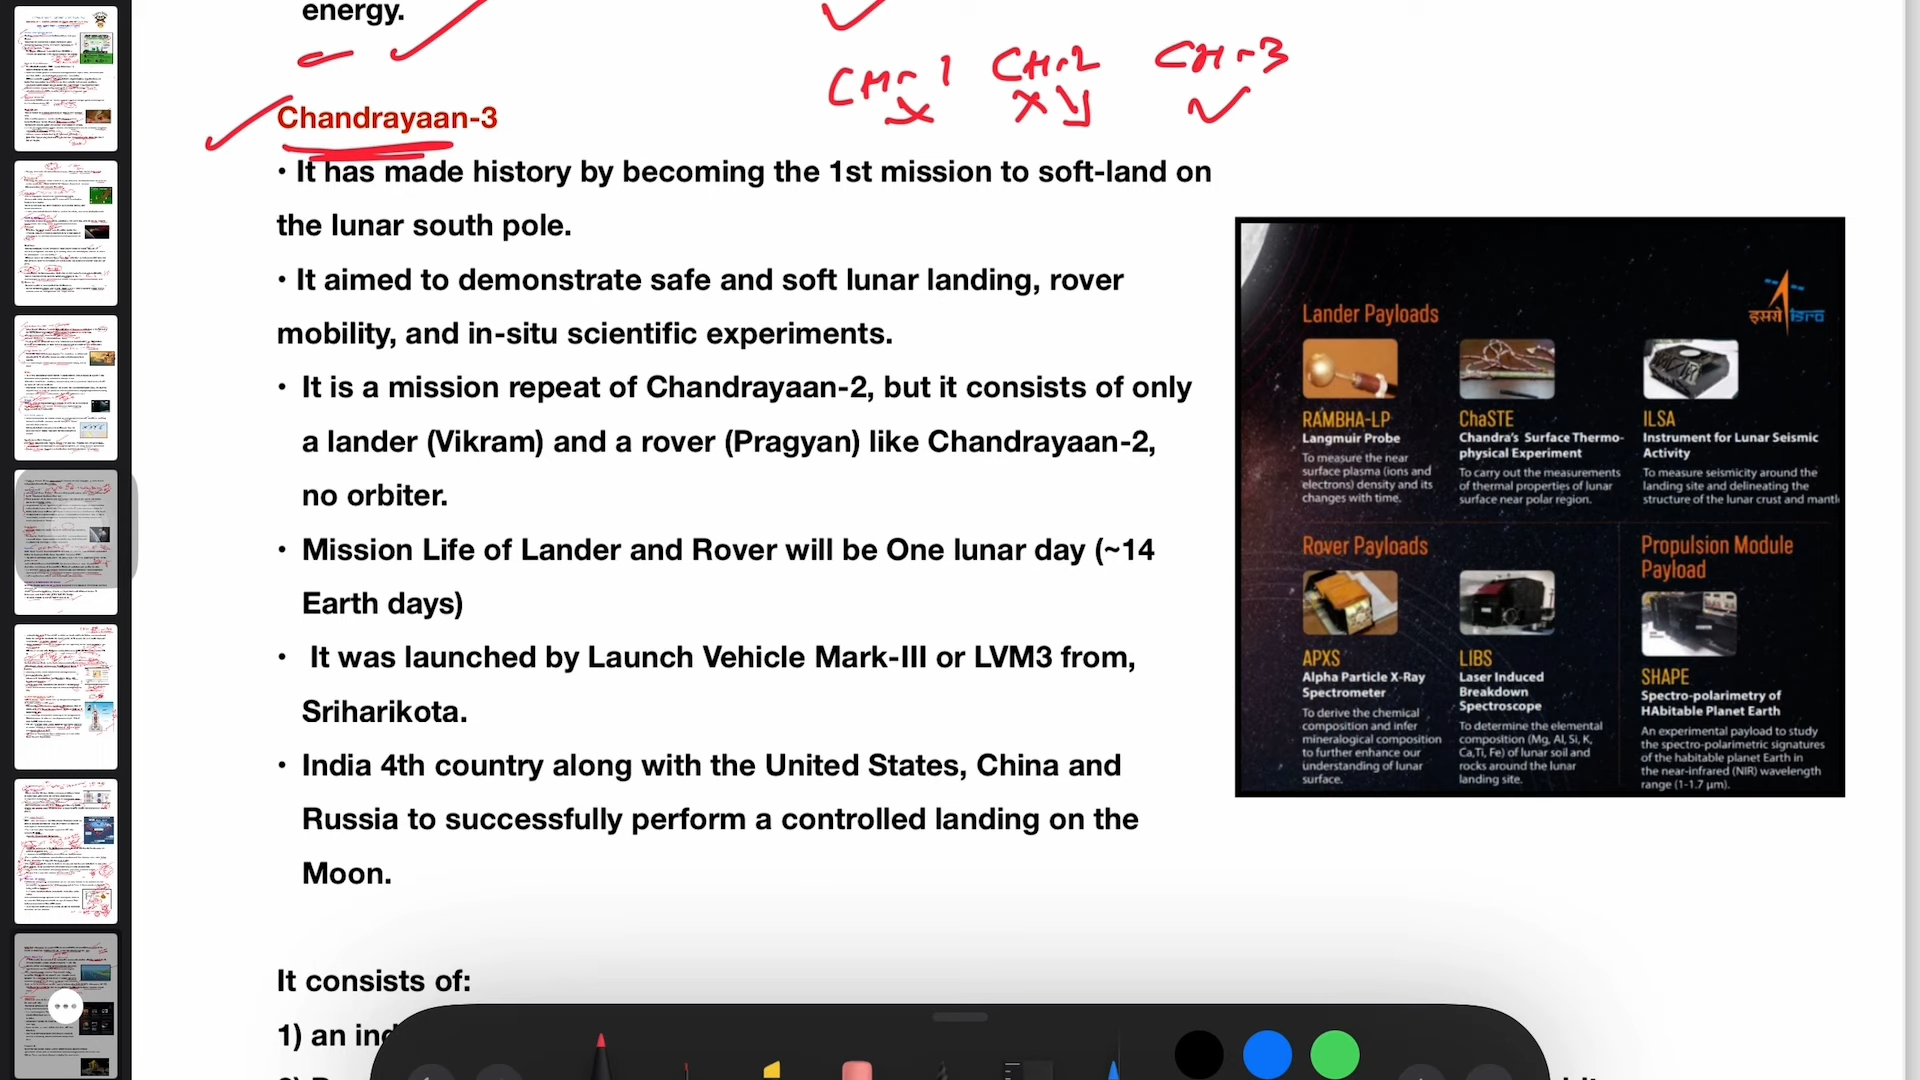 energy.
CH-1 CH-2 CH-3
Chandrayaan-3
• It has made history by becoming the 1st mission to soft-land on
the lunar south pole.
• It aimed to demonstrate safe and soft lunar landing, rover
mobility, and in-situ scientific experiments.
• It is a mission repeat of Chandrayaan-2, but it consists of only
a lander (Vikram) and a rover (Pragyan) like Chandrayaan-2,
no orbiter.
• Mission Life of Lander and Rover will be One lunar day (~14
Earth days)
• It was launched by Launch Vehicle Mark-III or LVM3 from,
Sriharikota.
• India 4th country along with the United States, China and
Russia to successfully perform a controlled landing on the
Moon.
It consists of:
1) an
इसरो isro
Lander Payloads
RAMBHA-LP
Langmuir Probe
To measure the near
surface plasma (ions and
electrons) density and its
changes with time.
ChaSTE
Chandra's Surface Thermo-
physical Experiment
To carry out the measurements
of thermal properties of lunar
surface near polar region.
ILSA
Instrument for Lunar Seismic
Activity
To measure seismicity around the
landing site and delineating the
structure of the lunar crust and mantl
Rover Payloads
APXS
Alpha Particle X-Ray
Spectrometer
To derive the chemical
composition and infer
mineralogical composition
to further enhance our
understanding of lunar
surface.
LIBS
Laser Induced
Breakdown
Spectroscope
To determine the elemental
composition (Mg, Al, Si, K,
Ca,Ti, Fe) of lunar soil and
rocks around the lunar
landing site.
Propulsion Module
Payload
SHAPE
Spectro-polarimetry of
HAbitable Planet Earth
An experimental payload to study
the spectro-polarimetric signatures
of the habitable planet Earth in
the near-infrared (NIR) wavelength
range (1-1.7 μm).